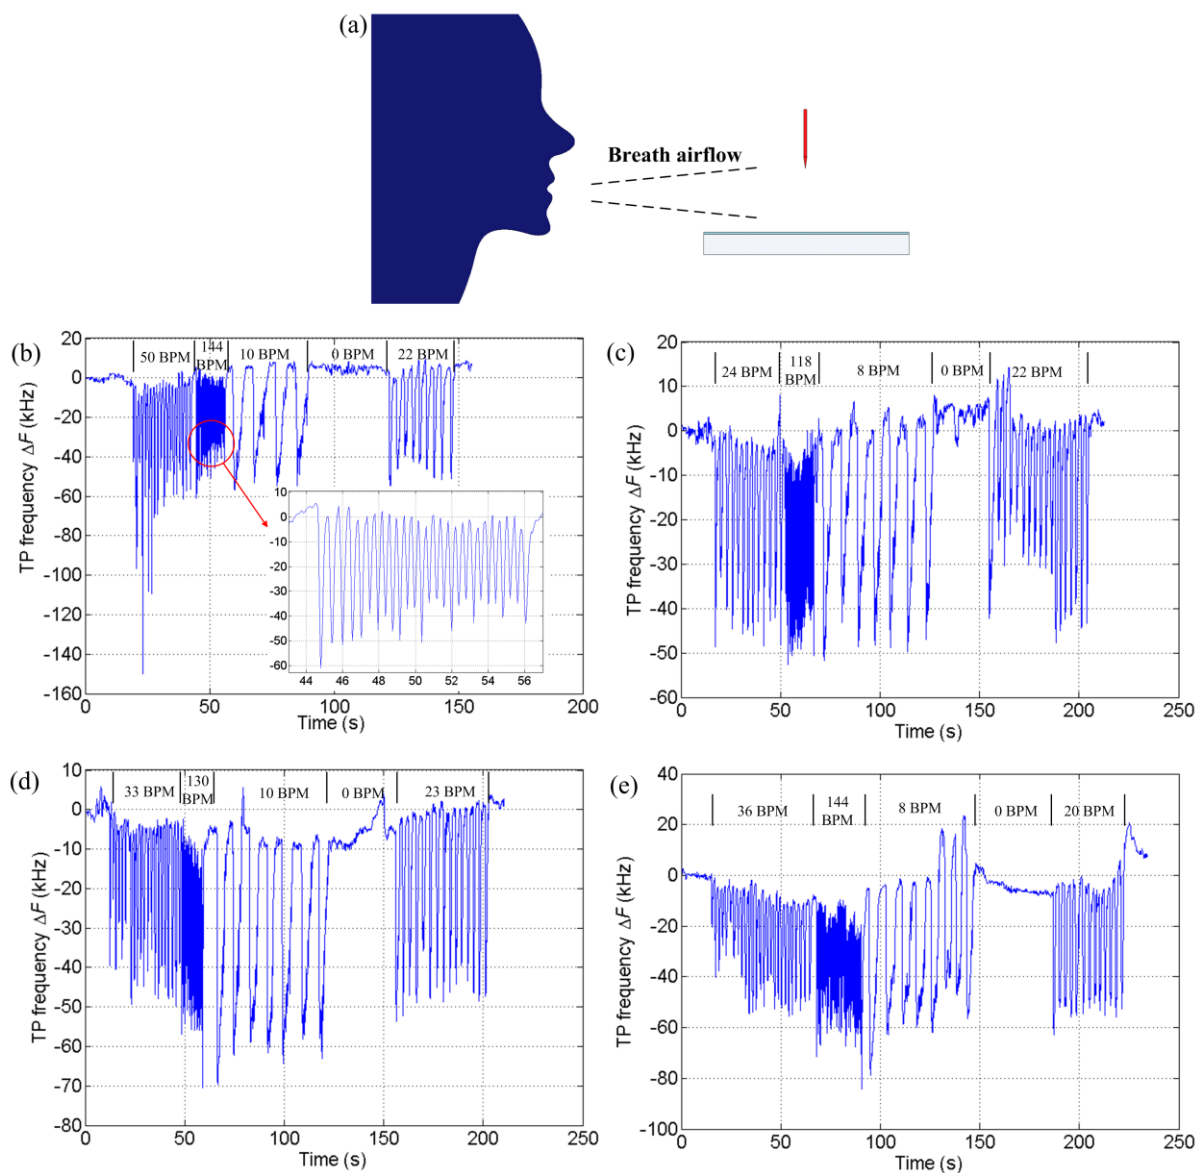 (a)
Breath airflow
(b)
20
0
-20
-40
-60
-80
-100
-120
-140
-160
0
50
100
150
200
TP frequency ΔF (kHz)
Time (s)
50 BPM
144
BPM
10 BPM
0 BPM
22 BPM
10
0
-10
-20
-30
-40
-50
-60
44
46
48
50
52
54
56
(c)
20
10
0
-10
-20
-30
-40
-50
-60
0
50
100
150
200
250
TP frequency ΔF (kHz)
Time (s)
24 BPM
118
BPM
8 BPM
0 BPM
22 BPM
(d)
10
0
-10
-20
-30
-40
-50
-60
-70
-80
0
50
100
150
200
250
TP frequency ΔF (kHz)
Time (s)
33 BPM
130
BPM
10 BPM
0 BPM
23 BPM
(e)
40
20
0
-20
-40
-60
-80
-100
0
50
100
150
200
250
TP frequency ΔF (kHz)
Time (s)
36 BPM
144
BPM
8 BPM
0 BPM
20 BPM